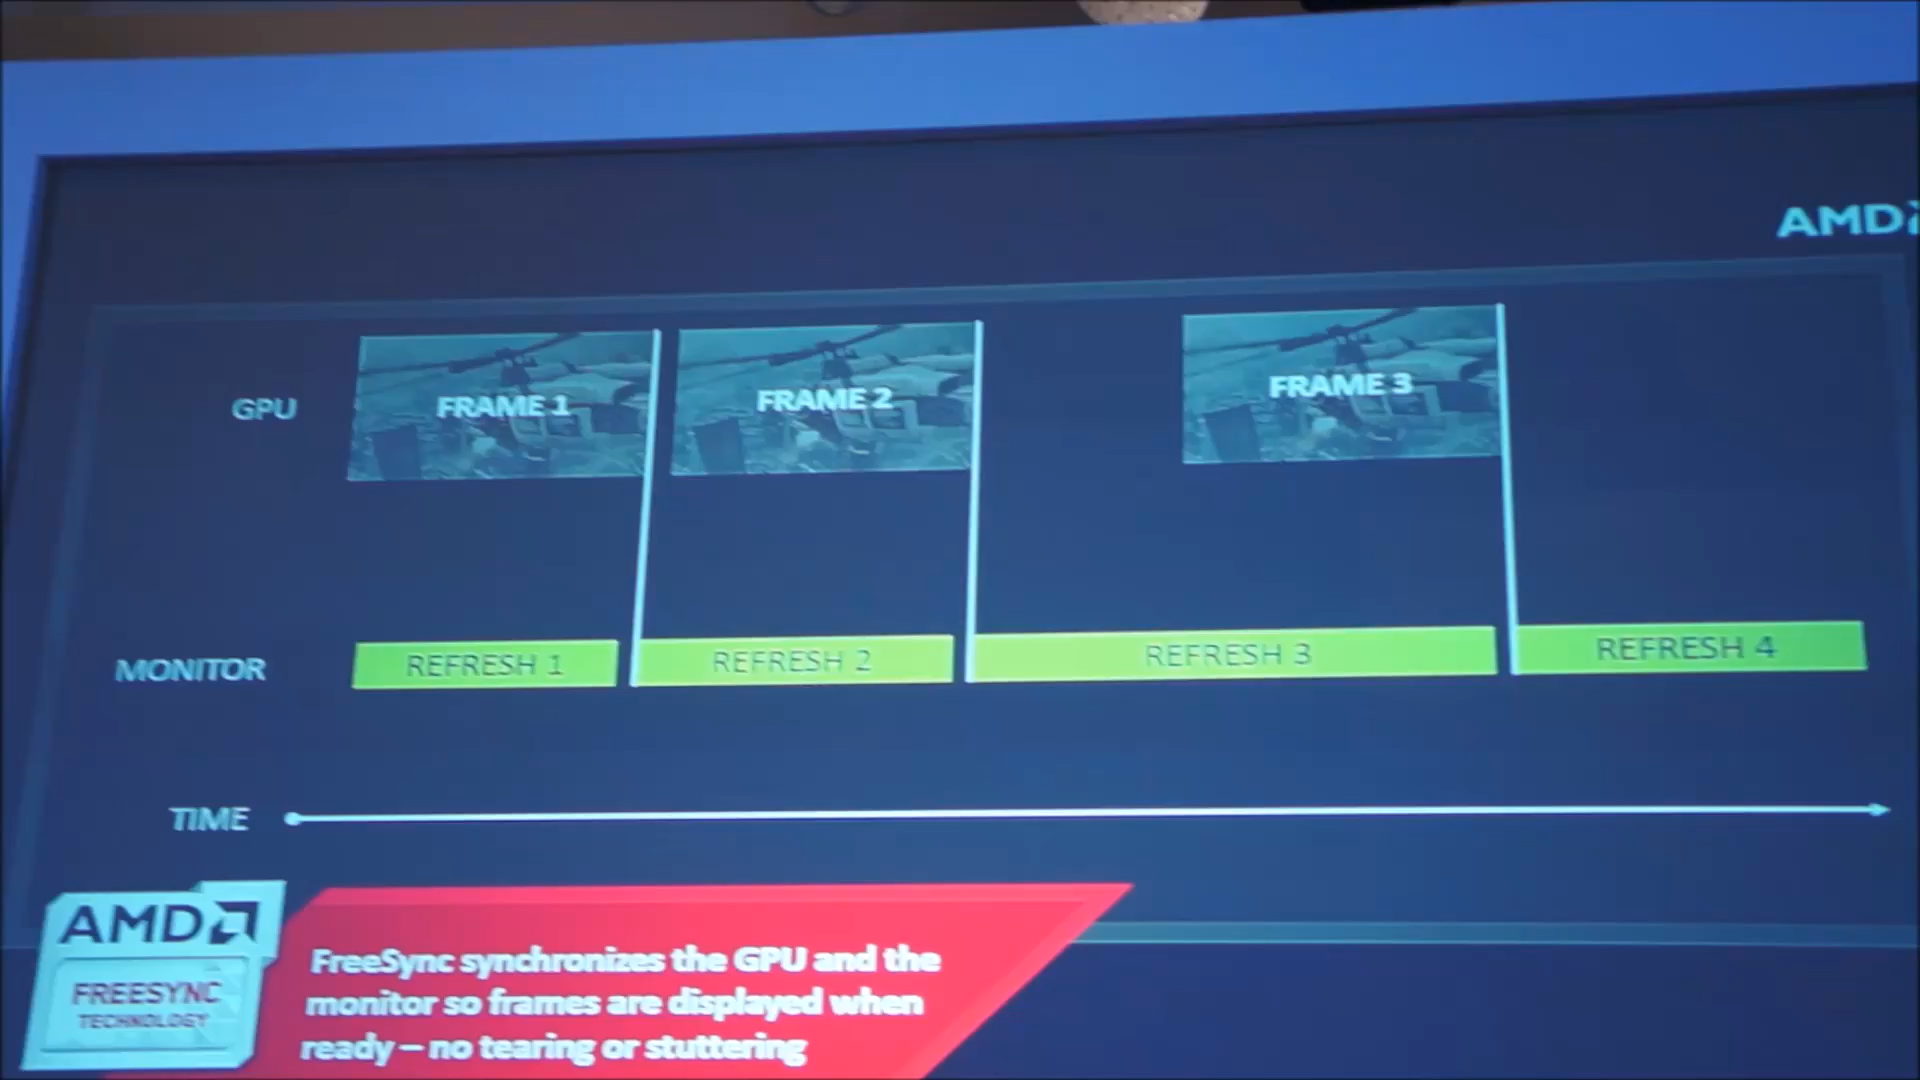 AMD
GPU
FRAME 1
FRAME 2
FRAME 3
MONITOR
REFRESH 1
REFRESH 2
REFRESH 3
REFRESH 4
TIME
AMD
FREESYNC
TECHNOLOGY
FreeSync synchronizes the GPU and the
monitor so frames are displayed when
ready – no tearing or stuttering